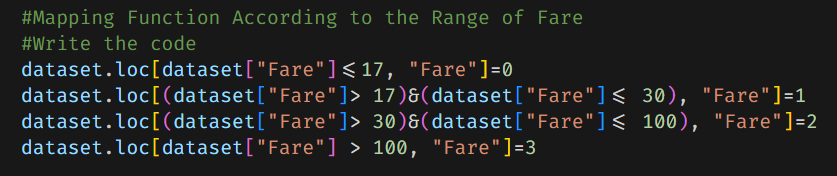 #Mapping Function According to the Range of Fare
#Write the code
dataset.loc[dataset["Fare"]<=17, "Fare"]=0
dataset.loc[(dataset["Fare"]> 17)&(dataset["Fare"]<= 30), "Fare"]=1
dataset.loc[(dataset["Fare"]> 30)&(dataset["Fare"]<= 100), "Fare"]=2
dataset.loc[dataset["Fare"] > 100, "Fare"]=3